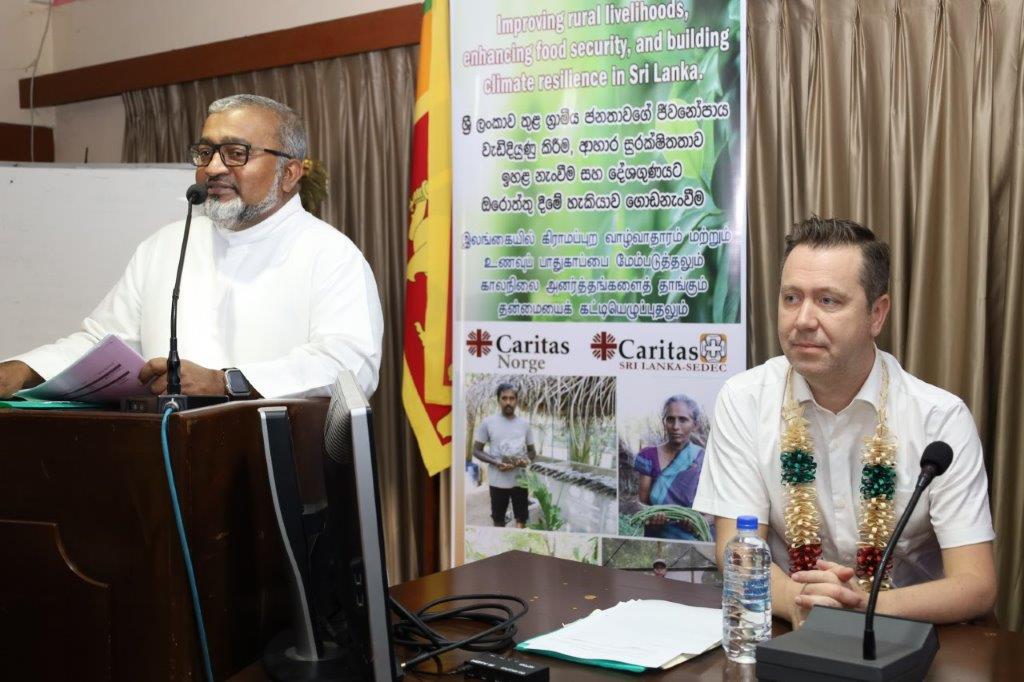 Improving rural livelihoods,
enhancing food security, and building
climate resilience in Sri Lanka.
ශ්‍රී ලංකාව තුළ ග්‍රාමීය ජනතාවගේ ජීවනෝපාය
වැඩිදියුණු කිරීම, ආහාර සුරක්ෂිතතාව
ඉහළ නැංවීම සහ දේශගුණයට
ඔරොත්තු දීමේ හැකියාව ගොඩනැංවීම
இலங்கையில் கிராமப்புற வாழ்வாதாரம் மற்றும்
உணவுப் பாதுகாப்பை மேம்படுத்தலும்
காலநிலை அனர்த்தங்களைத் தாங்கும்
தன்மையைக் கட்டியெழுப்புதலும்
Caritas
Norge
Caritas
SRI LANKA-SEDEC